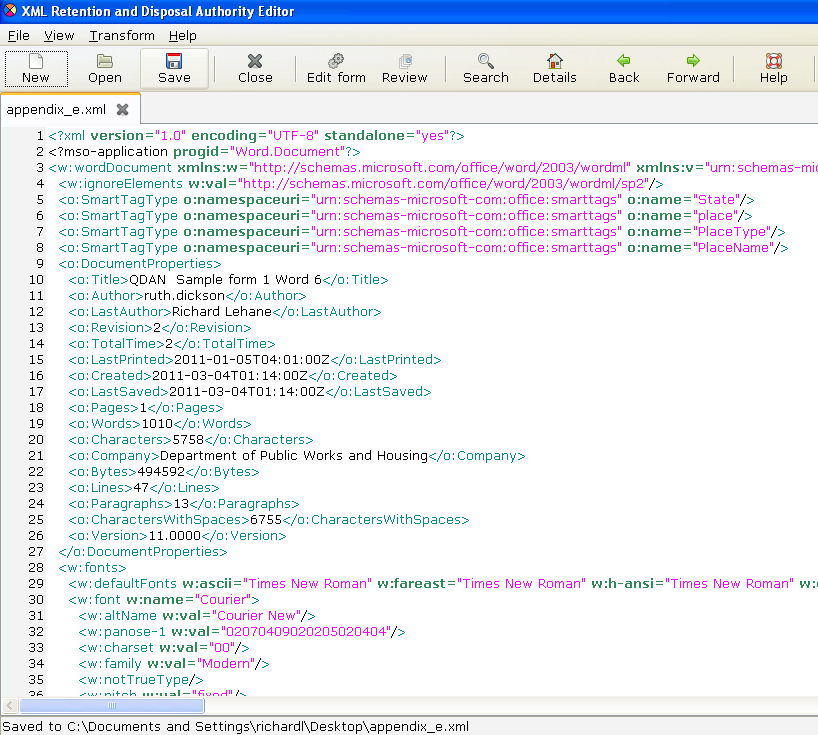 XML Retention and Disposal Authority Editor
File View Transform Help
New Open Save Close Edit form Review Search Details Back Forward Help
appendix_e.xml
1 <?xml version="1.0" encoding="UTF-8" standalone="yes"?>
2 <?mso-application progid="Word.Document"?>
3 <w:wordDocument xmlns:w="http://schemas.microsoft.com/office/word/2003/wordml" xmlns:v="urn:schemas-mi
4 <w:ignoreElements w:val="http://schemas.microsoft.com/office/word/2003/wordml/sp2"/>
5 <o:SmartTagType o:namespaceuri="urn:schemas-microsoft-com:office:smarttags" o:name="State"/>
6 <o:SmartTagType o:namespaceuri="urn:schemas-microsoft-com:office:smarttags" o:name="place"/>
7 <o:SmartTagType o:namespaceuri="urn:schemas-microsoft-com:office:smarttags" o:name="PlaceType"/>
8 <o:SmartTagType o:namespaceuri="urn:schemas-microsoft-com:office:smarttags" o:name="PlaceName"/>
9 <o:DocumentProperties>
10 <o:Title>QDAN  Sample form 1 Word 6</o:Title>
11 <o:Author>ruth.dickson</o:Author>
12 <o:LastAuthor>Richard Lehane</o:LastAuthor>
13 <o:Revision>2</o:Revision>
14 <o:TotalTime>2</o:TotalTime>
15 <o:LastPrinted>2011-01-05T04:01:00Z</o:LastPrinted>
16 <o:Created>2011-03-04T01:14:00Z</o:Created>
17 <o:LastSaved>2011-03-04T01:14:00Z</o:LastSaved>
18 <o:Pages>1</o:Pages>
19 <o:Words>1010</o:Words>
20 <o:Characters>5758</o:Characters>
21 <o:Company>Department of Public Works and Housing</o:Company>
22 <o:Bytes>494592</o:Bytes>
23 <o:Lines>47</o:Lines>
24 <o:Paragraphs>13</o:Paragraphs>
25 <o:CharactersWithSpaces>6755</o:CharactersWithSpaces>
26 <o:Version>11.0000</o:Version>
27 </o:DocumentProperties>
28 <w:fonts>
29 <w:defaultFonts w:ascii="Times New Roman" w:fareast="Times New Roman" w:h-ansi="Times New Roman" w:
30 <w:font w:name="Courier">
31 <w:altName w:val="Courier New"/>
32 <w:panose-1 w:val="02070409020205020404"/>
33 <w:charset w:val="00"/>
34 <w:family w:val="Modern"/>
35 <w:notTrueType/>
36 <w:pitch w:val="fixed"/>
Saved to C:\Documents and Settings\richardl\Desktop\appendix_e.xml